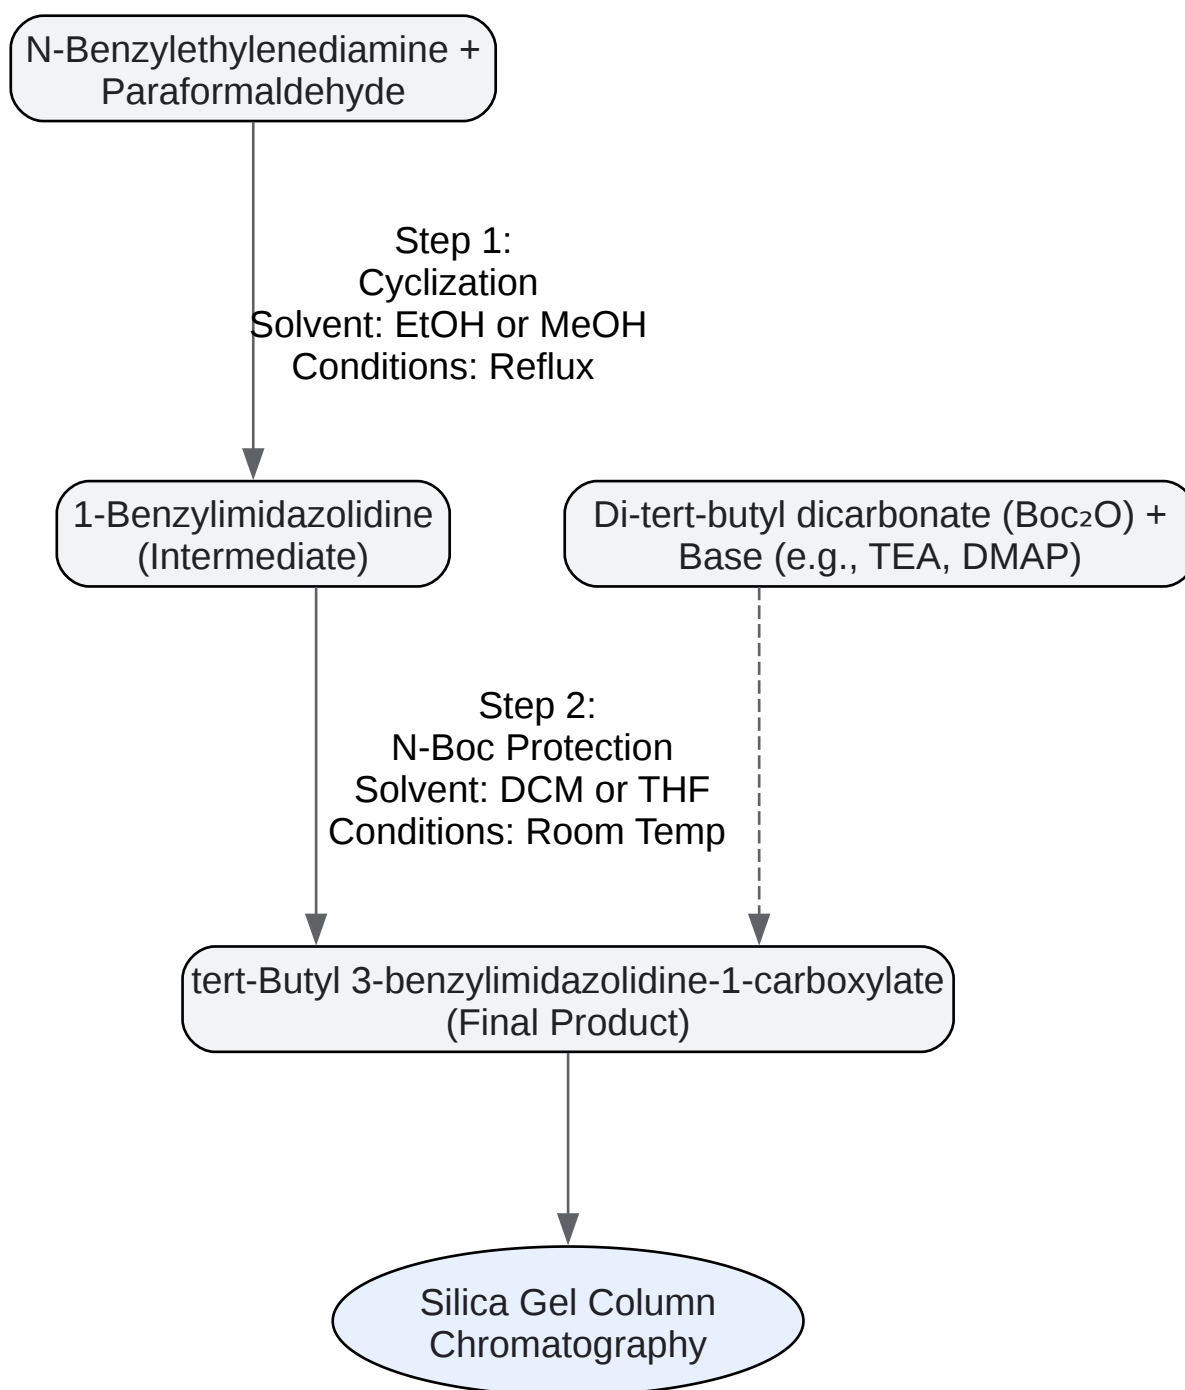 N-Benzylethylenediamine +
Paraformaldehyde
Step 1:
Cyclization
Solvent: EtOH or MeOH
Conditions: Reflux
1-Benzylimidazolidine
(Intermediate)
Di-tert-butyl dicarbonate (Boc₂O) +
Base (e.g., TEA, DMAP)
Step 2:
N-Boc Protection
Solvent: DCM or THF
Conditions: Room Temp
tert-Butyl 3-benzylimidazolidine-1-carboxylate
(Final Product)
Silica Gel Column
Chromatography